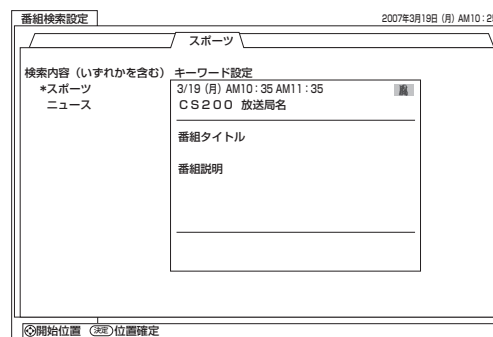 番組検索設定 2007年3月19日 (月) AM10:25
スポーツ
検索内容（いずれかを含む） キーワード設定
*スポーツ
ニュース
3/19 (月) AM10:35 AM11:35
CS200 放送局名
番組タイトル
番組説明
開始位置 決定 位置確定